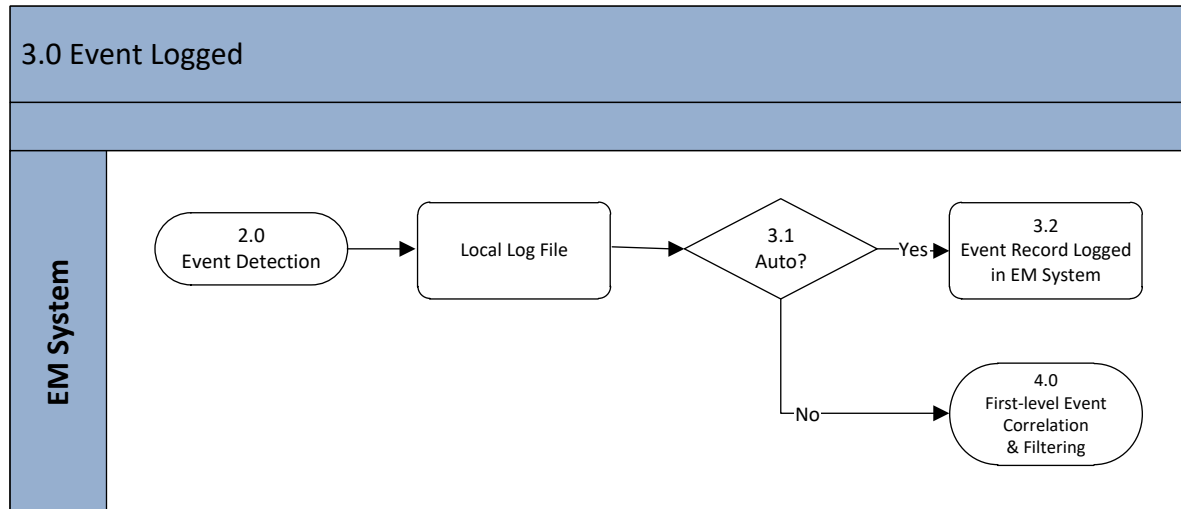 3.0 Event Logged
EM System
2.0
Event Detection
Local Log File
3.1
Auto?
Yes
3.2
Event Record Logged
in EM System
No
4.0
First-level Event
Correlation
& Filtering